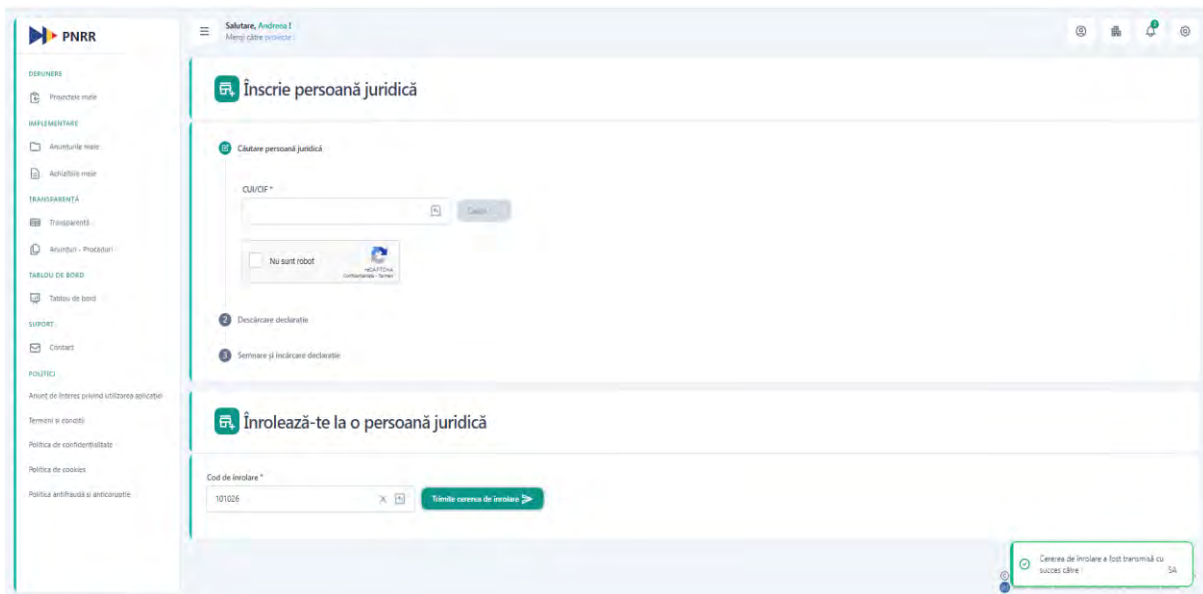 PNRR
Salutare, Andreea !
Mergi către proiecte !
DEPUNERE
Proiectele mele
IMPLEMENTARE
Anunțurile mele
Achizițiile mele
TRANSPARENȚĂ
Transparență
Anunțuri - Proceduri
TABLOU DE BORD
Tablou de bord
SUPORT
Contact
POLITICI
Anunț de interes privind utilizarea aplicației
Termeni și condiții
Politica de confidențialitate
Politica de cookies
Politica antifraudă și anticorupție
Înscrie persoană juridică
Căutare persoană juridică
CUI/CIF *
Nu sunt robot
reCAPTCHA
Confidențialitate - Termeni
2 Descărcare declarație
3 Semnare și încărcare declarație
Înrolează-te la o persoană juridică
Cod de înrolare *
101026
Trimite cererea de înrolare
Cererea de înrolare a fost transmisă cu
succes către SA